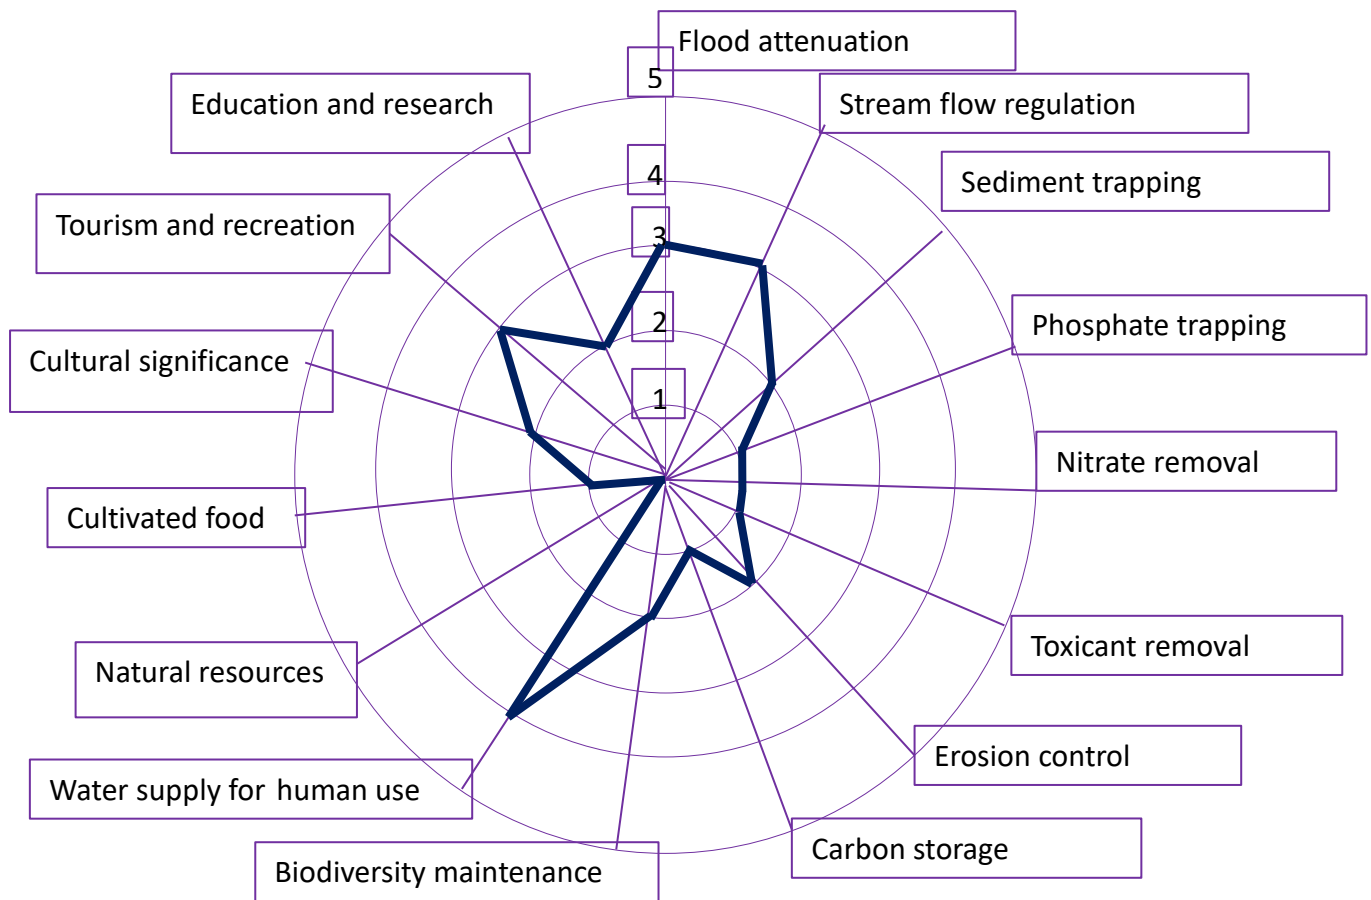 Flood attenuation
5
Education and research
Stream flow regulation
4
Sediment trapping
Tourism and recreation
3
Phosphate trapping
2
Cultural significance
1
Nitrate removal
Cultivated food
Toxicant removal
Natural resources
Erosion control
Water supply for human use
Carbon storage
Biodiversity maintenance